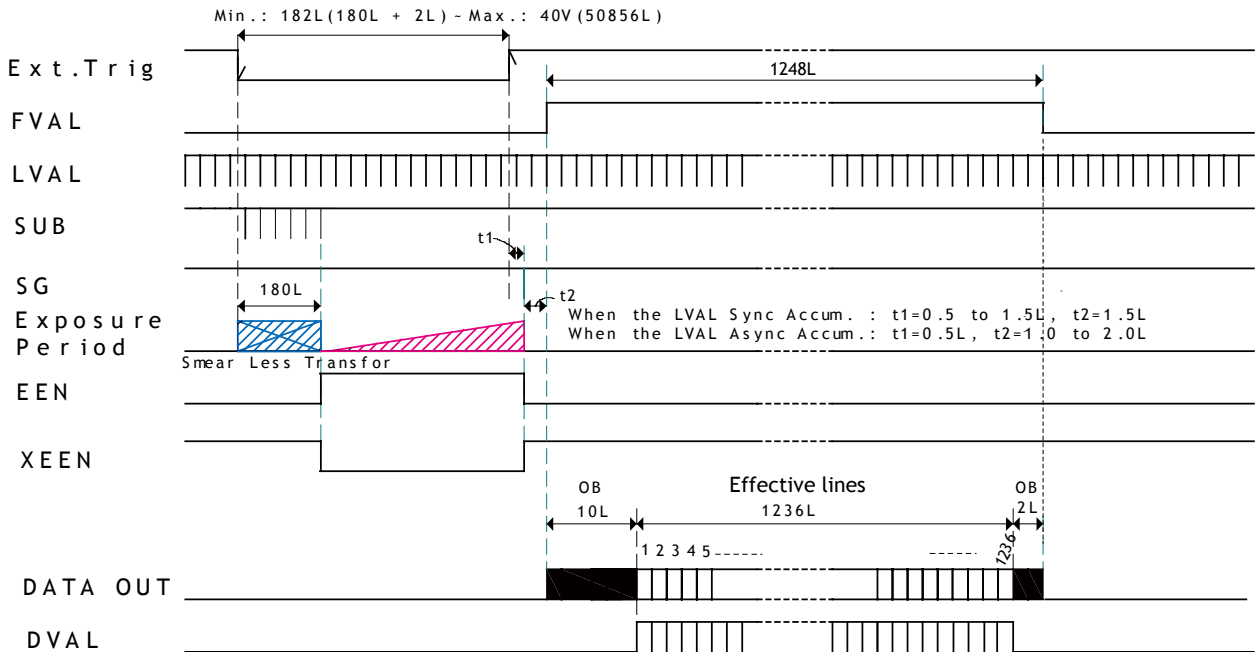 Min.: 182L(180L + 2L) ~ Max.: 40V(50856L)
Ext.Trig
1248L
FVAL
LVAL
SUB
t1
SG
180L
t2
Exposure
Period
When the LVAL Sync Accum. : t1=0.5 to 1.5L, t2=1.5L
When the LVAL Async Accum.: t1=0.5L, t2=1.0 to 2.0L
Smear Less Transfor
EEN
XEEN
OB
10L
Effective lines
1236L
OB
2L
1 2 3 4 5
1236
DATA OUT
DVAL